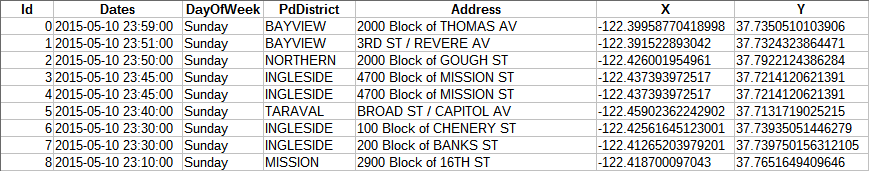 Id Dates DayOfWeek PdDistrict Address X Y
0 2015-05-10 23:59:00 Sunday BAYVIEW 2000 Block of THOMAS AV -122.39958770418998 37.7350510103906
1 2015-05-10 23:51:00 Sunday BAYVIEW 3RD ST / REVERE AV -122.391522893042 37.7324323864471
2 2015-05-10 23:50:00 Sunday NORTHERN 2000 Block of GOUGH ST -122.426001954961 37.7922124386284
3 2015-05-10 23:45:00 Sunday INGLESIDE 4700 Block of MISSION ST -122.437393972517 37.7214120621391
4 2015-05-10 23:45:00 Sunday INGLESIDE 4700 Block of MISSION ST -122.437393972517 37.7214120621391
5 2015-05-10 23:40:00 Sunday TARAVAL BROAD ST / CAPITOL AV -122.45902362242902 37.7131719025215
6 2015-05-10 23:30:00 Sunday INGLESIDE 100 Block of CHENERY ST -122.42561645123001 37.73935051446279
7 2015-05-10 23:30:00 Sunday INGLESIDE 200 Block of BANKS ST -122.41265203979201 37.739750156312105
8 2015-05-10 23:10:00 Sunday MISSION 2900 Block of 16TH ST -122.418700097043 37.7651649409646